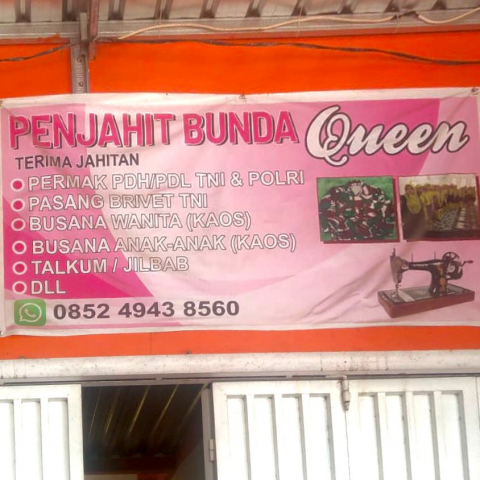 PENJAHIT BUNDA Queen
TERIMA JAHITAN
PERMAK PDH/PDL TNI & POLRI
PASANG BRIVET TNI
BUSANA WANITA (KAOS)
BUSANA ANAK-ANAK (KAOS)
TALKUM / JILBAB
DLL
0852 4943 8560